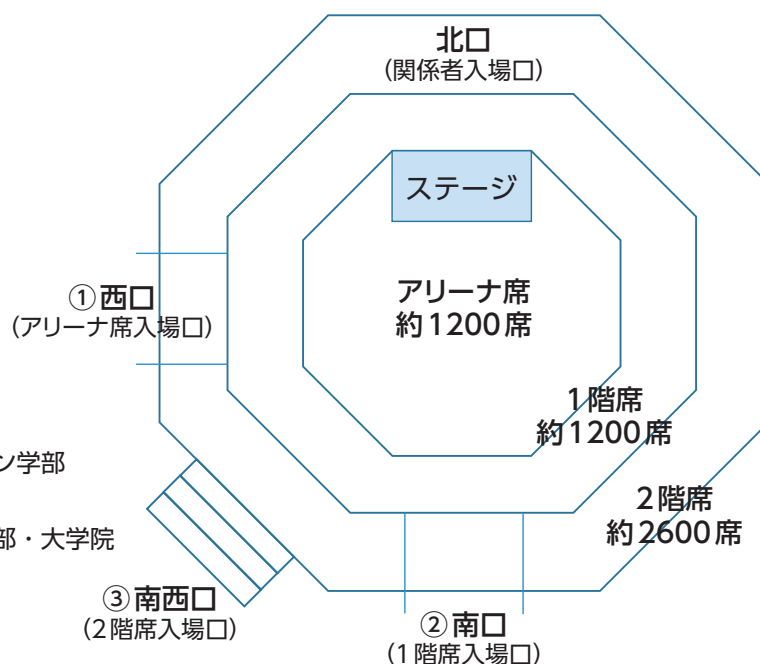 北口
(関係者入場口)
ステージ
アリーナ席
約1200席
①西口
(アリーナ席入場口)
1階席
約1200席
ン学部
2階席
約2600席
部・大学院
③南西口
(2階席入場口)
②南口
(1階席入場口)